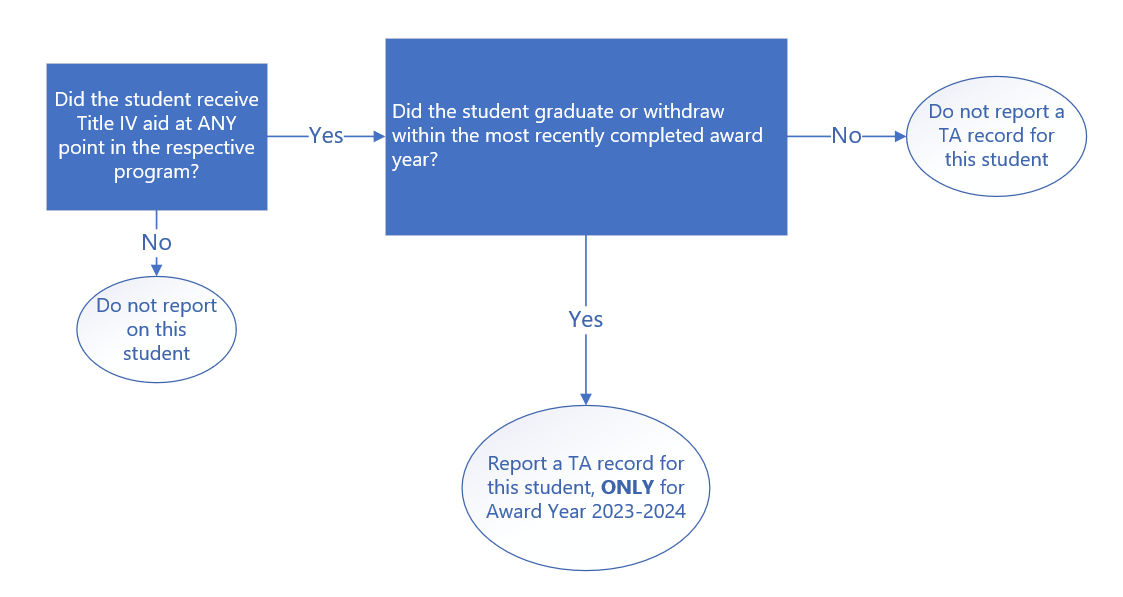 Did the student receive
Title IV aid at ANY
point in the respective
program?
Yes
Did the student graduate or withdraw
within the most recently completed award
year?
No
Do not report a
TA record for
this student
No
Do not report
on this
student
Yes
Report a TA record for
this student, ONLY for
Award Year 2023-2024